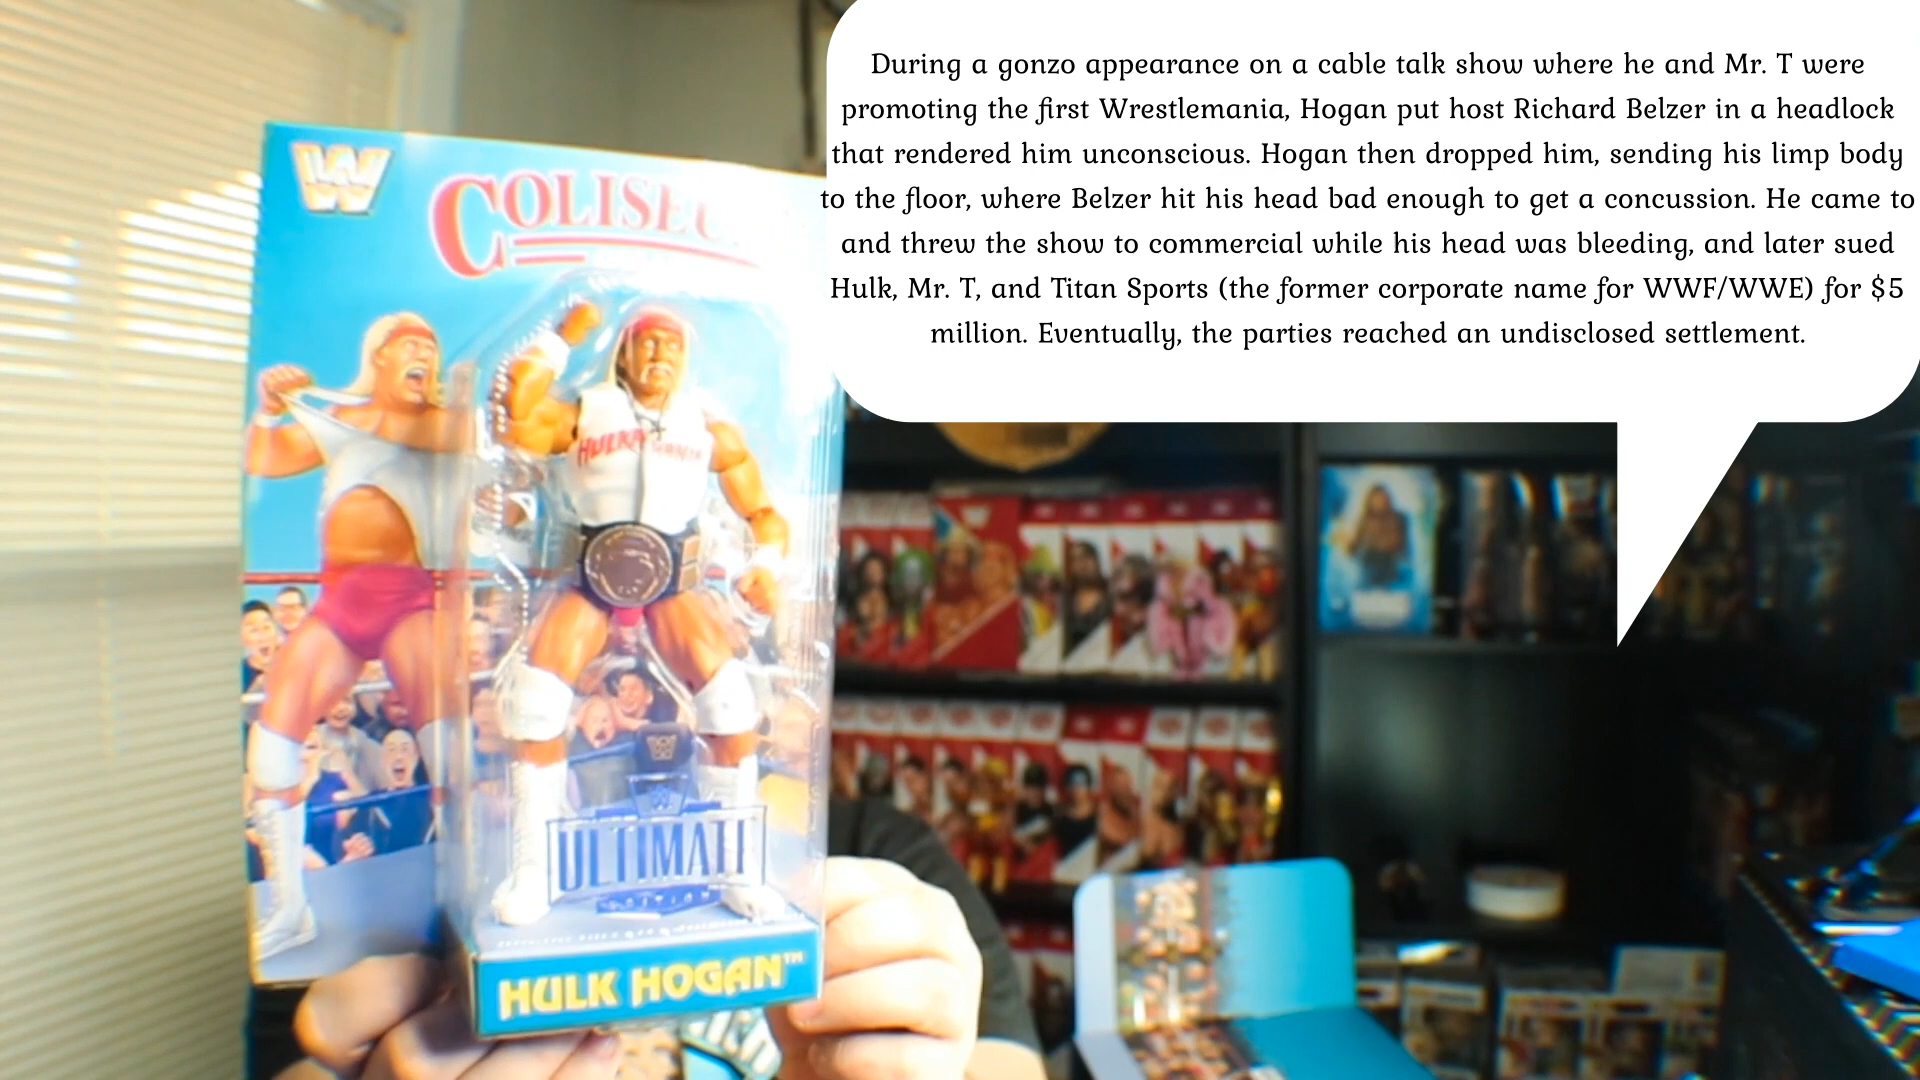 During a gonzo appearance on a cable talk show where he and Mr. T were
promoting the first Wrestlemania, Hogan put host Richard Belzer in a headlock
that rendered him unconscious. Hogan then dropped him, sending his limp body
to the floor, where Belzer hit his head bad enough to get a concussion. He came to
and threw the show to commercial while his head was bleeding, and later sued
Hulk, Mr. T, and Titan Sports (the former corporate name for WWF/WWE) for $5
million. Eventually, the parties reached an undisclosed settlement.
W
COLISEU
HULKAMANIA
ULTIMATE
EDITION
HULK HOGAN™